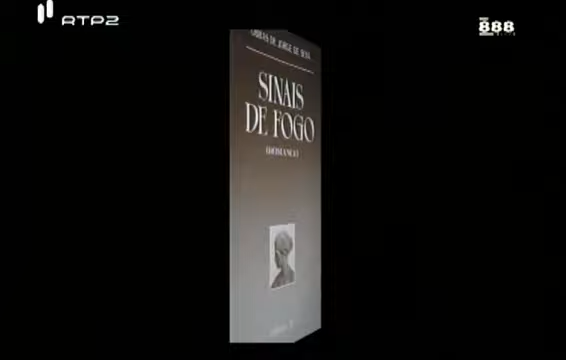 RTP2
888
OBRAS DE JORGE DE SENA
SINAIS
DE FOGO
(ROMANCE)